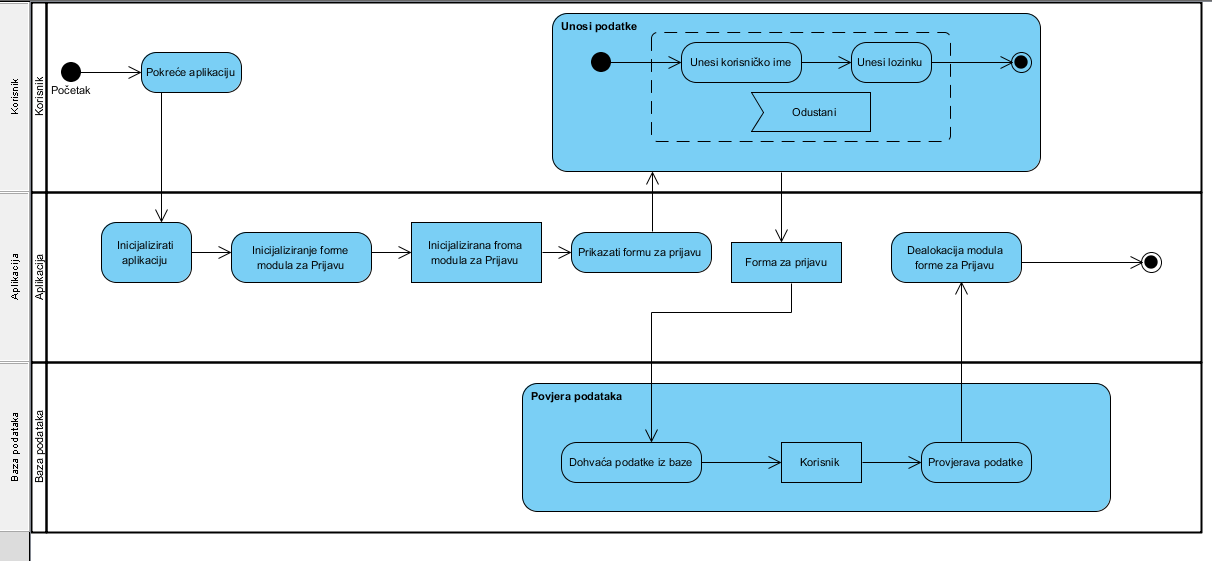 Korisnik
Korisnik
Početak
Pokreće aplikaciju
Unosi podatke
Unesi korisničko ime
Unesi lozinku
Odustani
Aplikacija
Aplikacija
Inicijalizirati
aplikaciju
Inicijaliziranje forme
modula za Prijavu
Inicijalizirana froma
modula za Prijavu
Prikazati formu za prijavu
Forma za prijavu
Dealokacija modula
forme za Prijavu
Baza podataka
Baza podataka
Povjera podataka
Dohvaća podatke iz baze
Korisnik
Provjerava podatke